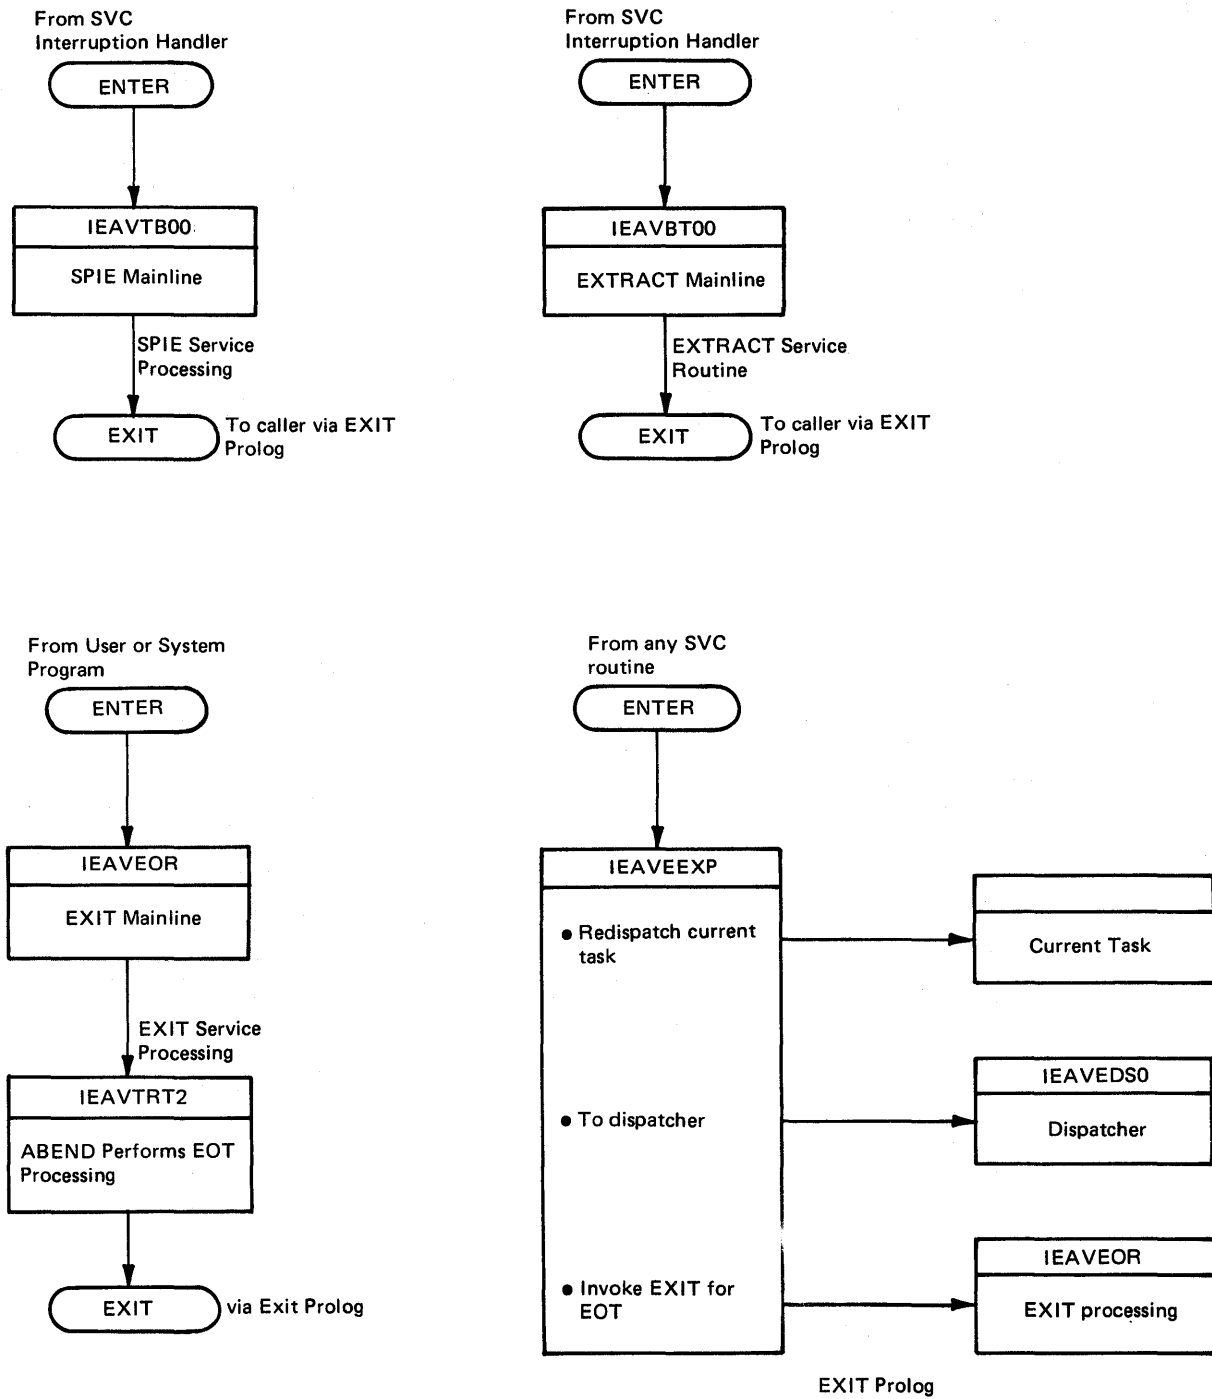 From SVC
Interruption Handler
ENTER
IEAVTB00
SPIE Mainline
SPIE Service
Processing
EXIT
To caller via EXIT
Prolog
From SVC
Interruption Handler
ENTER
IEAVBT00
EXTRACT Mainline
EXTRACT Service
Routine
EXIT
To caller via EXIT
Prolog
From User or System
Program
ENTER
IEAVEOR
EXIT Mainline
EXIT Service
Processing
IEAVTRT2
ABEND Performs EOT
Processing
EXIT
via Exit Prolog
From any SVC
routine
ENTER
IEAVEEXP
● Redispatch current
task
Current Task
● To dispatcher
IEAVEDS0
Dispatcher
● Invoke EXIT for
EOT
IEAVEOR
EXIT processing
EXIT Prolog